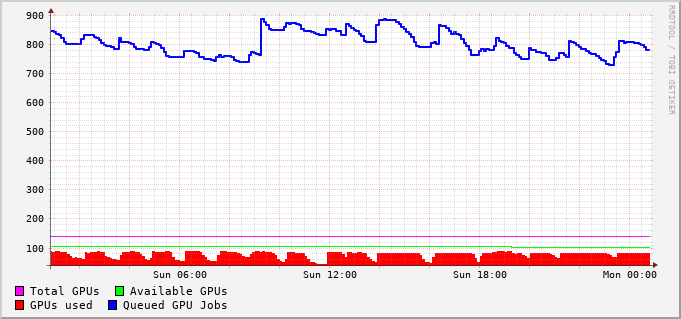 900
800
700
600
500
400
300
200
100
Sun 06:00 Sun 12:00 Sun 18:00 Mon 00:00
Total GPUs Available GPUs
GPUs used Queued GPU Jobs
RRDTOOL / TOBI OETIKER